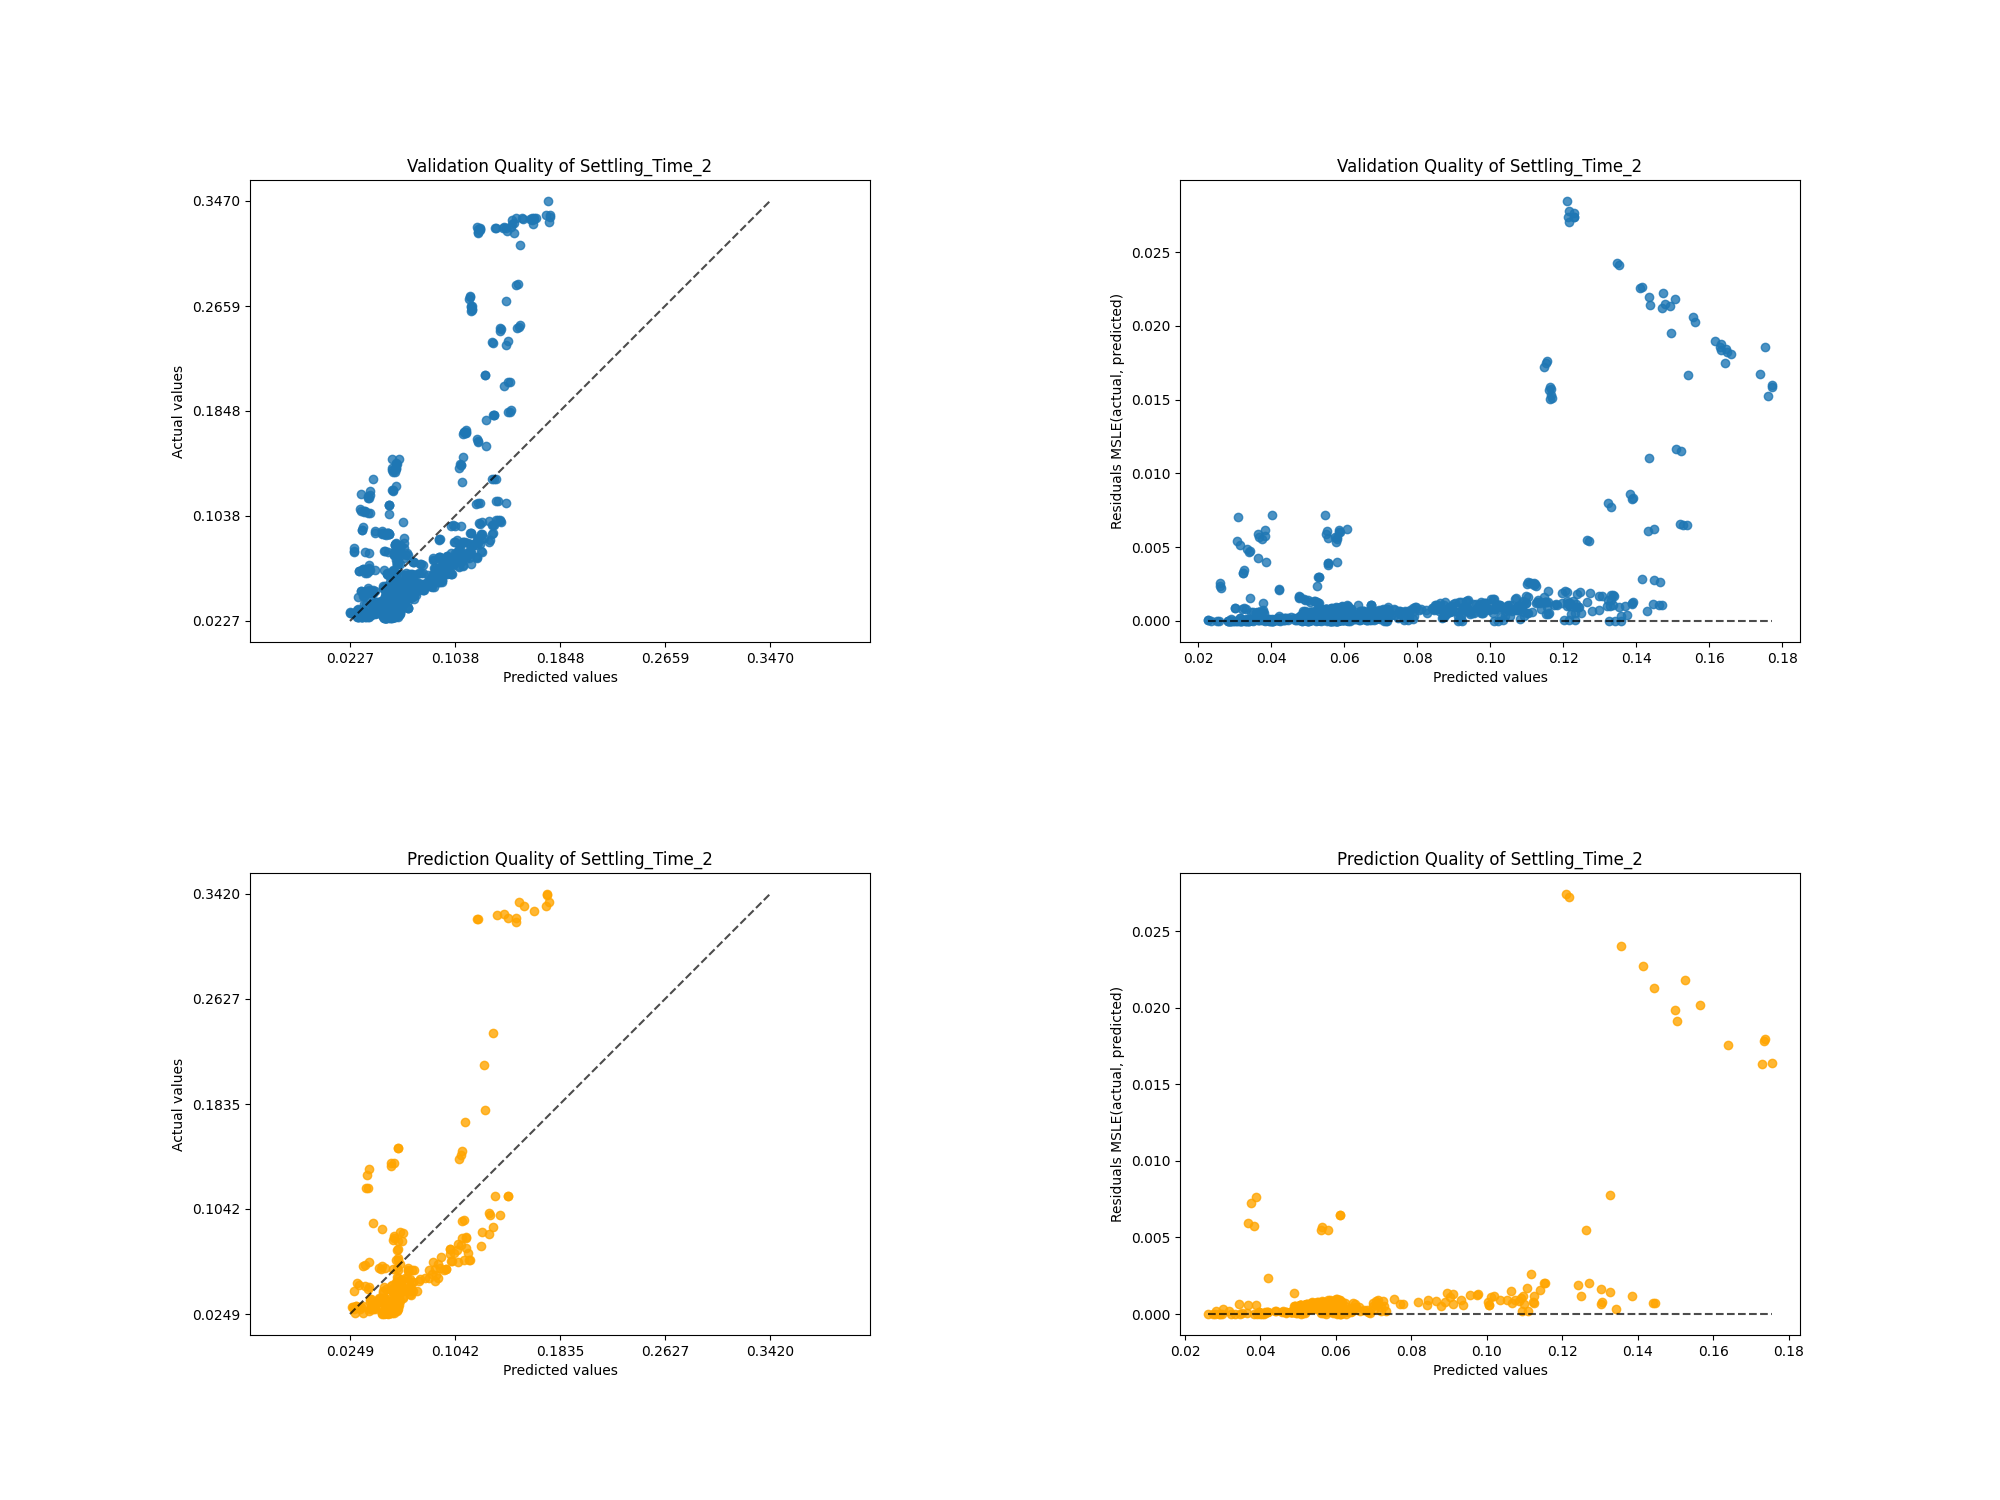 Validation Quality of Settling_Time_2
0.3470
0.2659
0.1848
0.1038
0.0227
Actual values
0.0227 0.1038 0.1848 0.2659 0.3470
Predicted values
Validation Quality of Settling_Time_2
0.025
0.020
0.015
0.010
0.005
0.000
Residuals MSLE(actual, predicted)
0.02 0.04 0.06 0.08 0.10 0.12 0.14 0.16 0.18
Predicted values
Prediction Quality of Settling_Time_2
0.3420
0.2627
0.1835
0.1042
0.0249
Actual values
0.0249 0.1042 0.1835 0.2627 0.3420
Predicted values
Prediction Quality of Settling_Time_2
0.025
0.020
0.015
0.010
0.005
0.000
Residuals MSLE(actual, predicted)
0.02 0.04 0.06 0.08 0.10 0.12 0.14 0.16 0.18
Predicted values